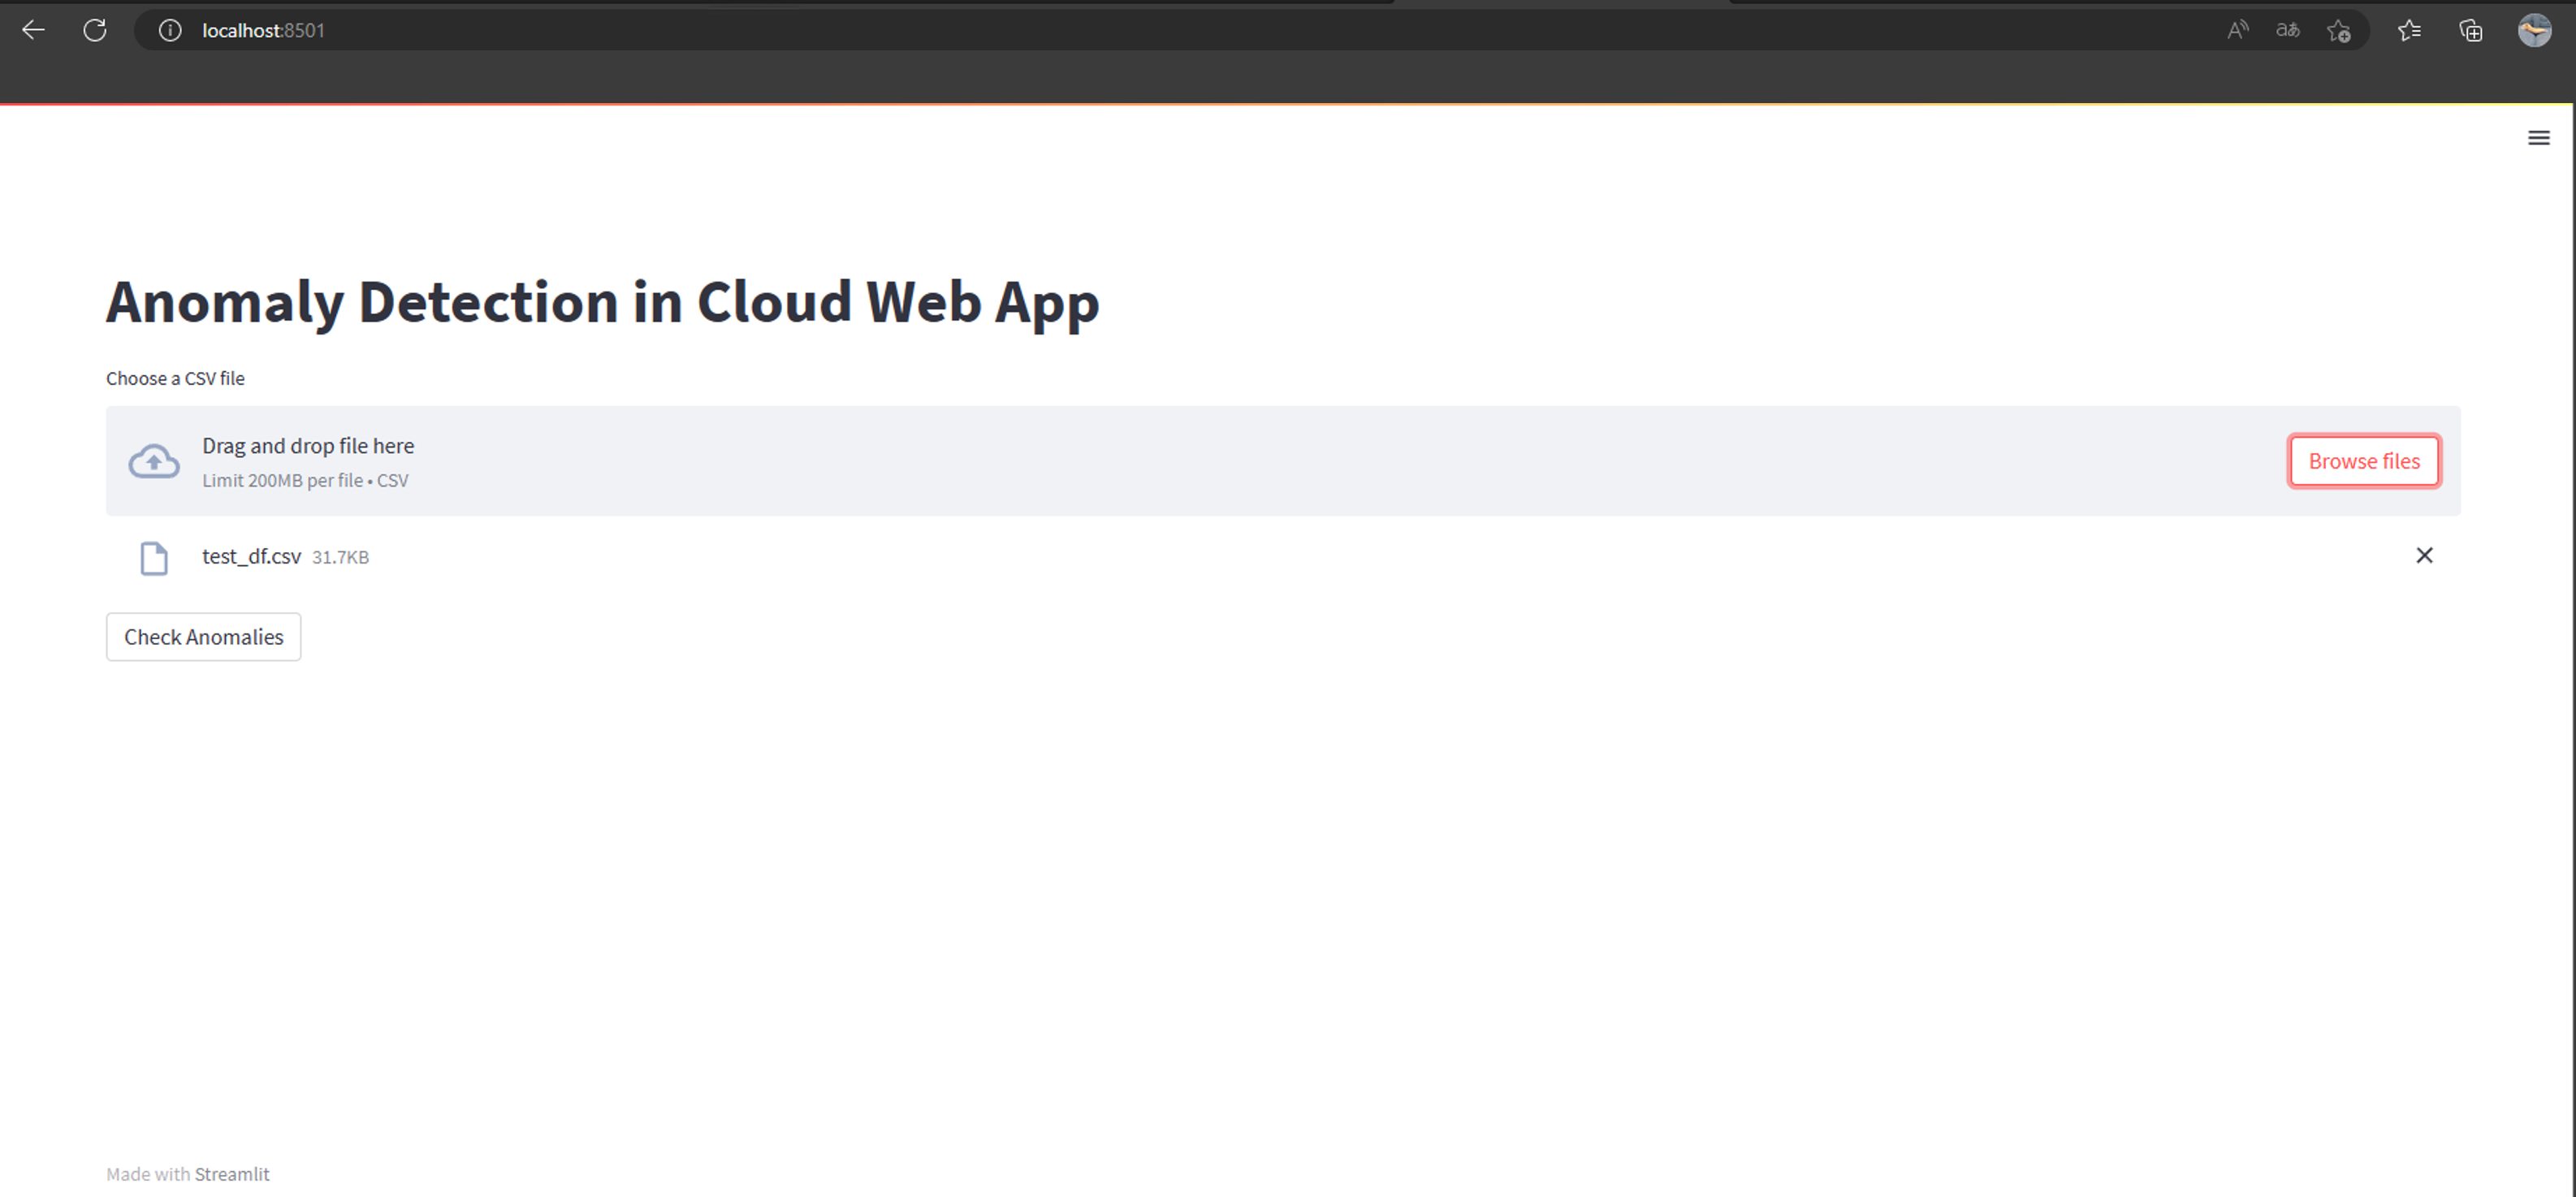 localhost:8501
Anomaly Detection in Cloud Web App
Choose a CSV file
Drag and drop file here
Limit 200MB per file • CSV
Browse files
test_df.csv 31.7KB
Check Anomalies
Made with Streamlit